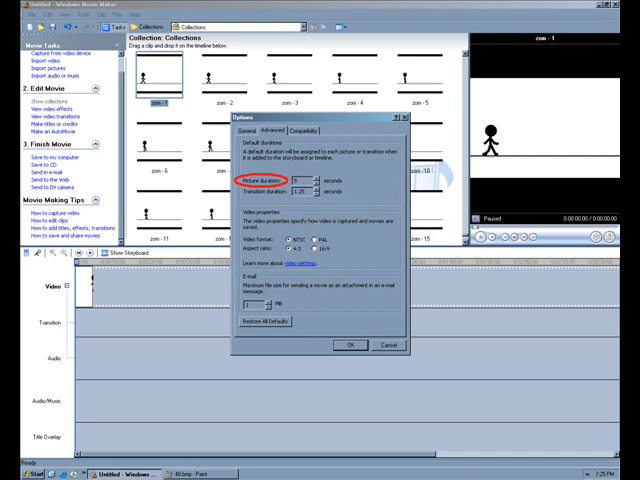 Untitled - Windows Movie Maker
File Edit View Tools Clip Play Help
Tasks Collections Collections
Movie Tasks
Capture from video device
Import video
Import pictures
Import audio or music
2. Edit Movie
Show collections
View video effects
View video transitions
Make titles or credits
Make an AutoMovie
3. Finish Movie
Save to my computer
Save to CD
Send in e-mail
Send to the Web
Send to DV camera
Movie Making Tips
How to capture video
How to edit clips
How to add titles, effects, transitions
How to save and share movies
Collection: Collections
Drag a clip and drop it on the timeline below.
zom - 1
zom - 2
zom - 3
zom - 4
zom - 5
zom - 6
zom - 10
zom - 11
zom - 15
Options
General Advanced Compatibility
Default durations
A default duration will be assigned to each picture or transition when
it is added to the storyboard or timeline.
Picture duration: 5 seconds
Transition duration: 1.25 seconds
Video properties
The video properties specify how video is captured and movies are
saved.
Video format: NTSC PAL
Aspect ratio: 4:3 16:9
Learn more about video settings.
E-mail
Maximum file size for sending a movie as an attachment in an e-mail
message.
1 MB
Restore All Defaults
OK Cancel
zom - 1
Paused 0:00:00.00 / 0:00:00.00
Show Storyboard
Video
Transition
Audio
Audio/Music
Title Overlay
Ready
Start Untitled - Windows ... 48.bmp - Paint 7:25 PM